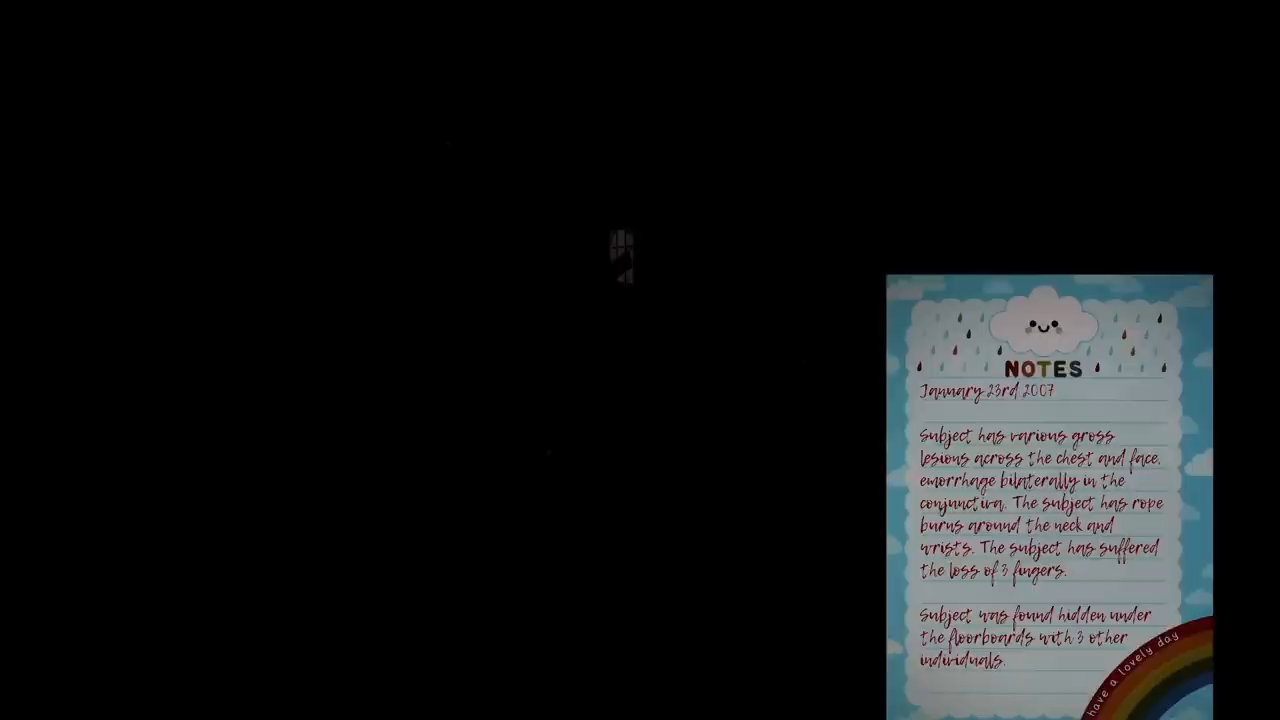 NOTES
January 23rd 2007
Subject has various gross
lesions across the chest and face.
emorrhage bilaterally in the
conjunctiva. The subject has rope
burns around the neck and
wrists. The subject has suffered
the loss of 3 fingers.
Subject was found hidden under
the floorboards with 3 other
individuals.
have a lovely day